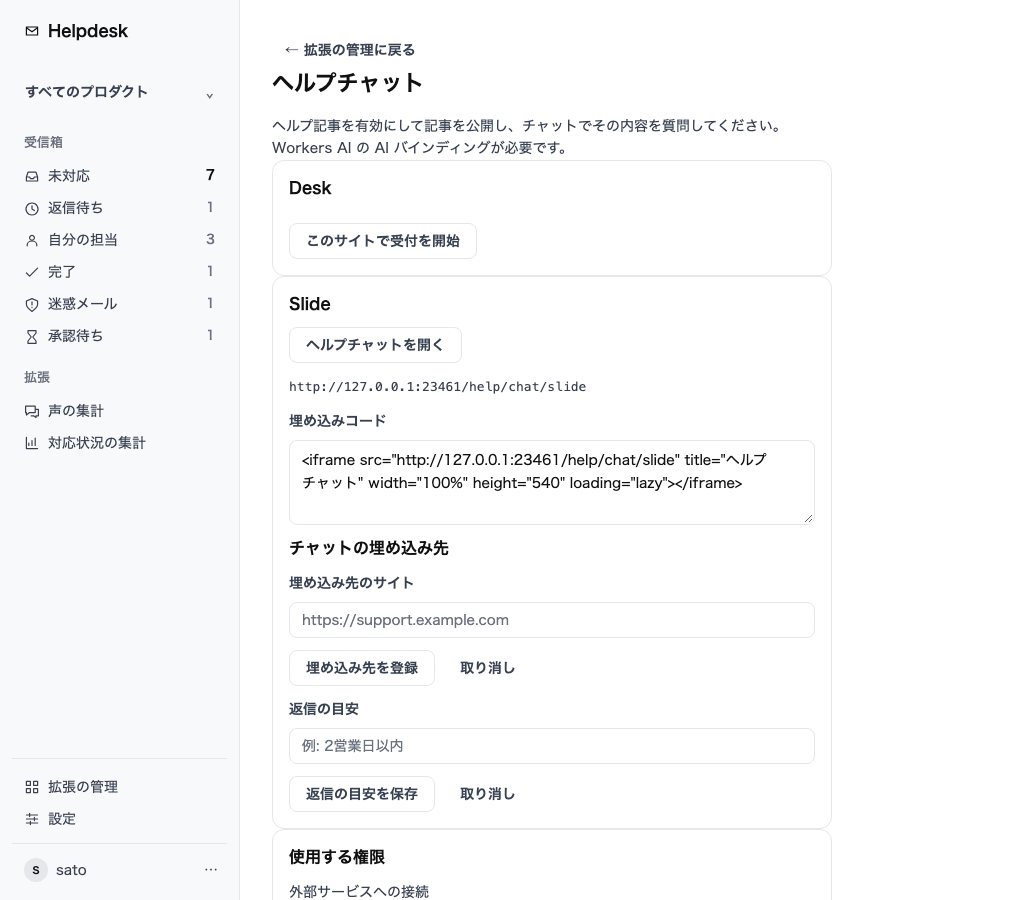 Helpdesk
すべてのプロダクト
受信箱
未対応 7
返信待ち 1
自分の担当 3
完了 1
迷惑メール 1
承認待ち 1
拡張
声の集計
対応状況の集計
拡張の管理
設定
S sato ...
← 拡張の管理に戻る
ヘルプチャット
ヘルプ記事を有効にして記事を公開し、チャットでその内容を質問してください。
Workers AI の AI バインディングが必要です。
Desk
このサイトで受付を開始
Slide
ヘルプチャットを開く
http://127.0.0.1:23461/help/chat/slide
埋め込みコード
<iframe src="http://127.0.0.1:23461/help/chat/slide" title="ヘルプ
チャット" width="100%" height="540" loading="lazy"></iframe>
チャットの埋め込み先
埋め込み先のサイト
https://support.example.com
埋め込み先を登録 取り消し
返信の目安
例: 2営業日以内
返信の目安を保存 取り消し
使用する権限
外部サービスへの接続